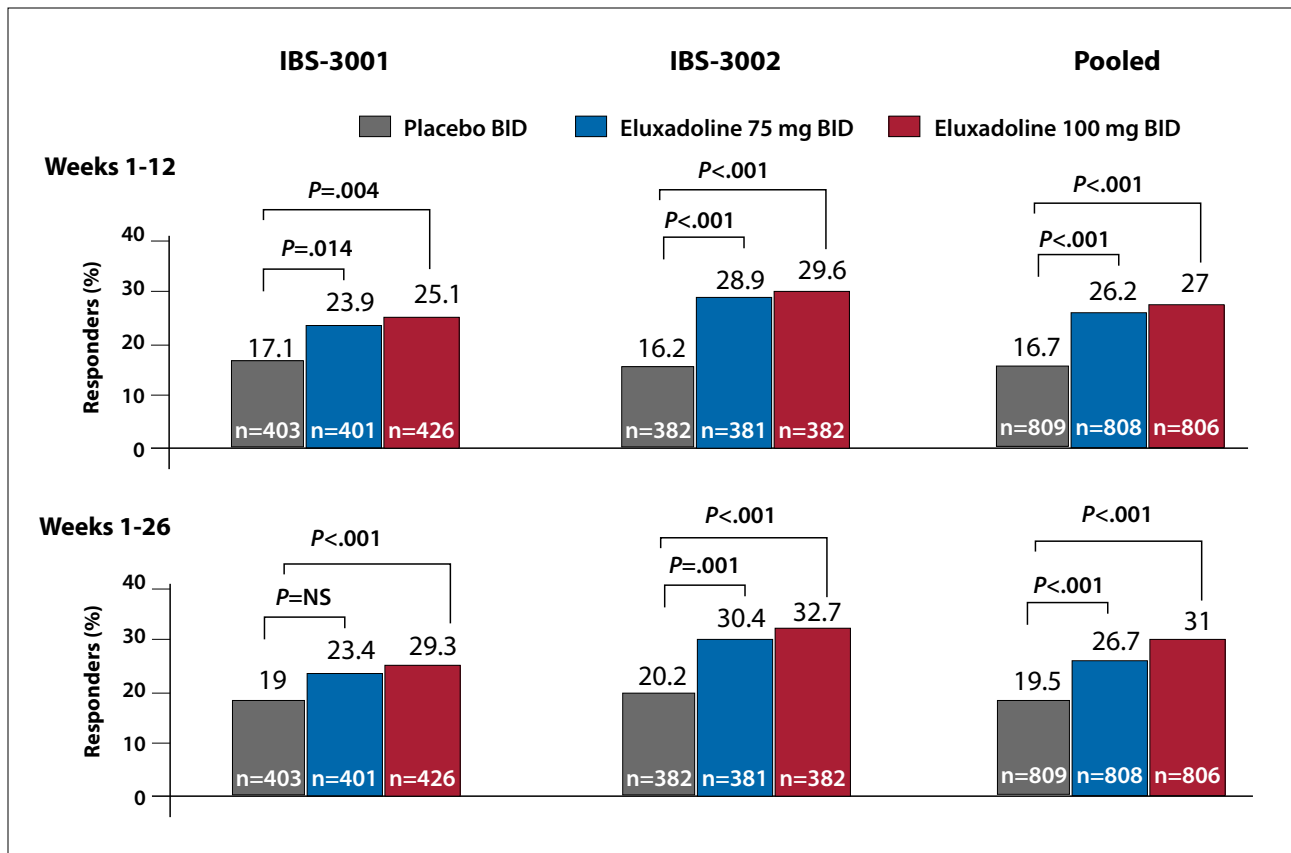 IBS-3001 IBS-3002 Pooled
Placebo BID Eluxadoline 75 mg BID Eluxadoline 100 mg BID
Weeks 1-12
P=.004 P<.001 P<.001
P=.014 P<.001 P<.001
Responders (%)
40
30
20
10
0
17.1 23.9 25.1 16.2 28.9 29.6 16.7 26.2 27
n=403 n=401 n=426 n=382 n=381 n=382 n=809 n=808 n=806
Weeks 1-26
P<.001 P<.001 P<.001
P=NS P=.001 P<.001
Responders (%)
40
30
20
10
0
19 23.4 29.3 20.2 30.4 32.7 19.5 26.7 31
n=403 n=401 n=426 n=382 n=381 n=382 n=809 n=808 n=806